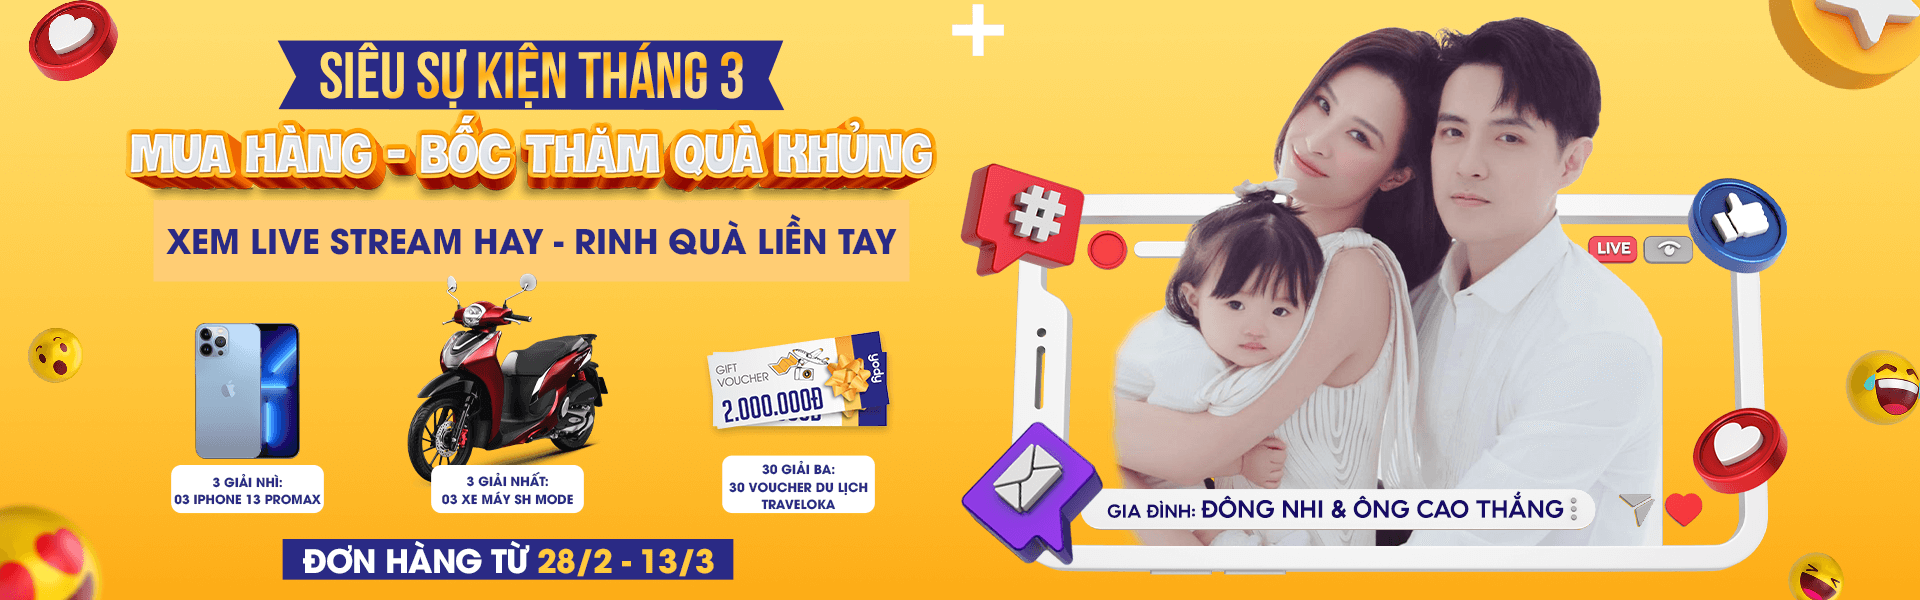 SIÊU SỰ KIỆN THÁNG 3
MUA HÀNG - BỐC THĂM QUÀ KHỦNG
XEM LIVE STREAM HAY - RINH QUÀ LIỀN TAY
3 GIẢI NHÌ:
03 IPHONE 13 PROMAX
3 GIẢI NHẤT:
03 XE MÁY SH MODE
GIFT
VOUCHER
2.000.000Đ
yody
30 GIẢI BA:
30 VOUCHER DU LỊCH
TRAVELOKA
ĐƠN HÀNG TỪ 28/2 - 13/3
#
LIVE
GIA ĐÌNH: ĐÔNG NHI & ÔNG CAO THẮNG